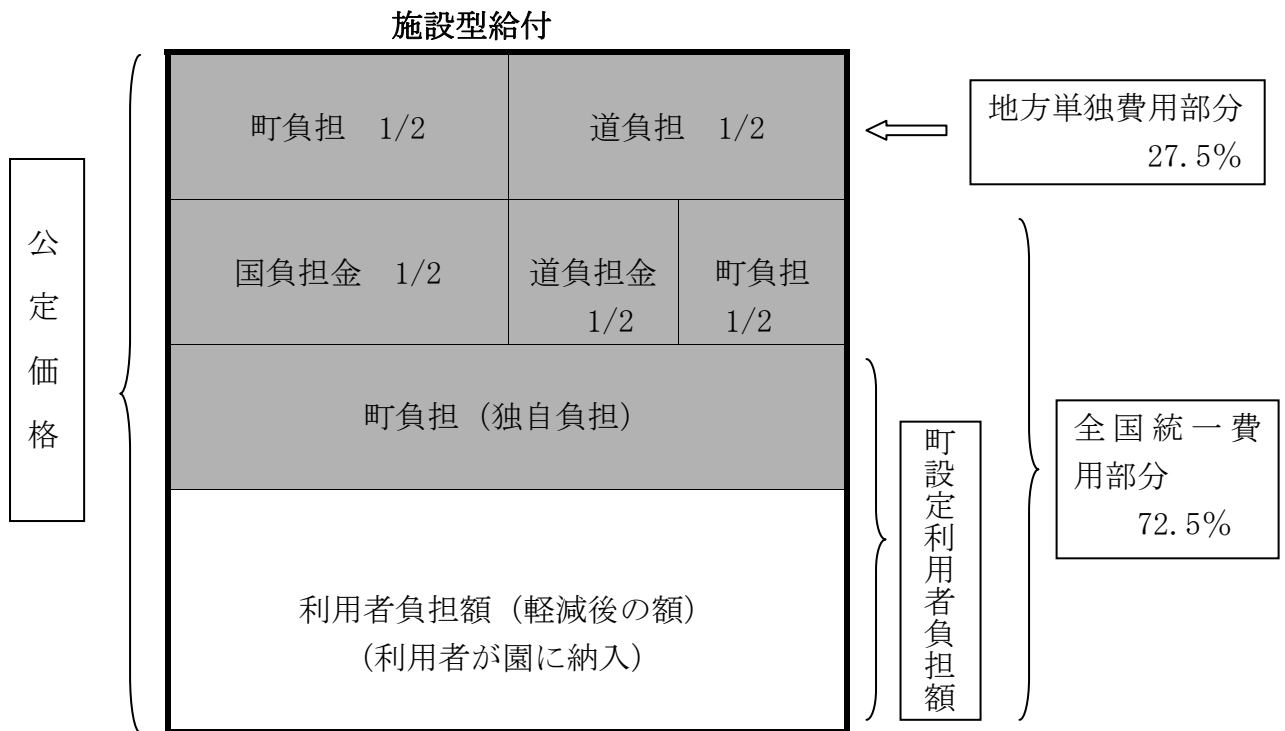 施設型給付
町負担 1/2
道負担 1/2
地方単独費用部分
27.5%
公定価格
国負担金 1/2
道負担金
1/2
町負担
1/2
町負担（独自負担）
町設定利用者負担額
全国統一費
用部分
72.5%
利用者負担額（軽減後の額）
（利用者が園に納入）